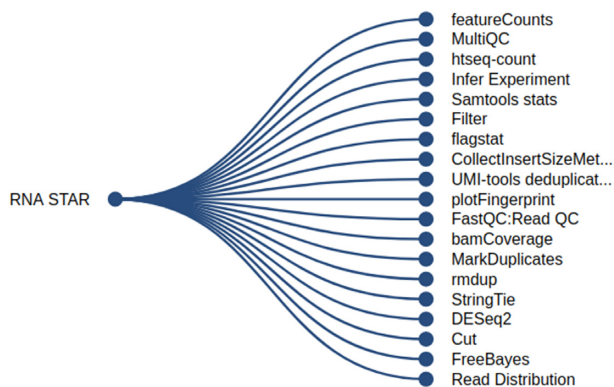 featureCounts
MultiQC
htseq-count
Infer Experiment
Samtools stats
Filter
flagstat
CollectInsertSizeMet...
UMI-tools deduplicat...
RNA STAR
plotFingerprint
FastQC:Read QC
bamCoverage
MarkDuplicates
rmdup
StringTie
DESeq2
Cut
FreeBayes
Read Distribution